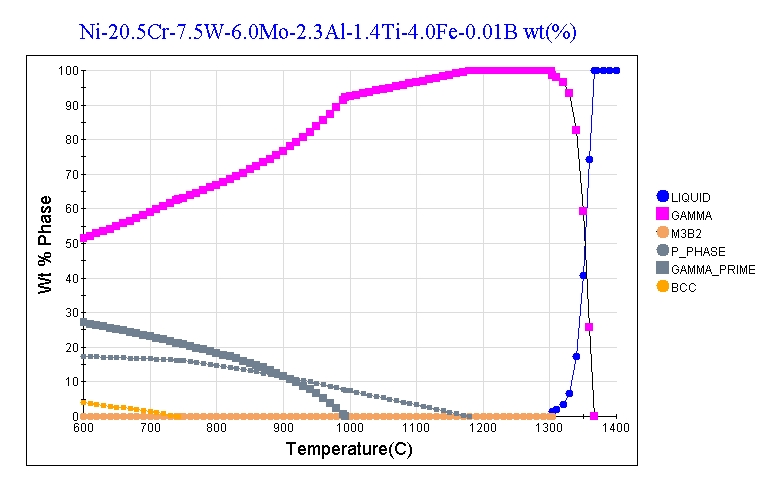 Ni-20.5Cr-7.5W-6.0Mo-2.3Al-1.4Ti-4.0Fe-0.01B wt(%)
100
90
80
70
60
50
40
30
20
10
0
Wt % Phase
600 700 800 900 1000 1100 1200 1300 1400
Temperature(C)
LIQUID
GAMMA
M3B2
P_PHASE
GAMMA_PRIME
BCC